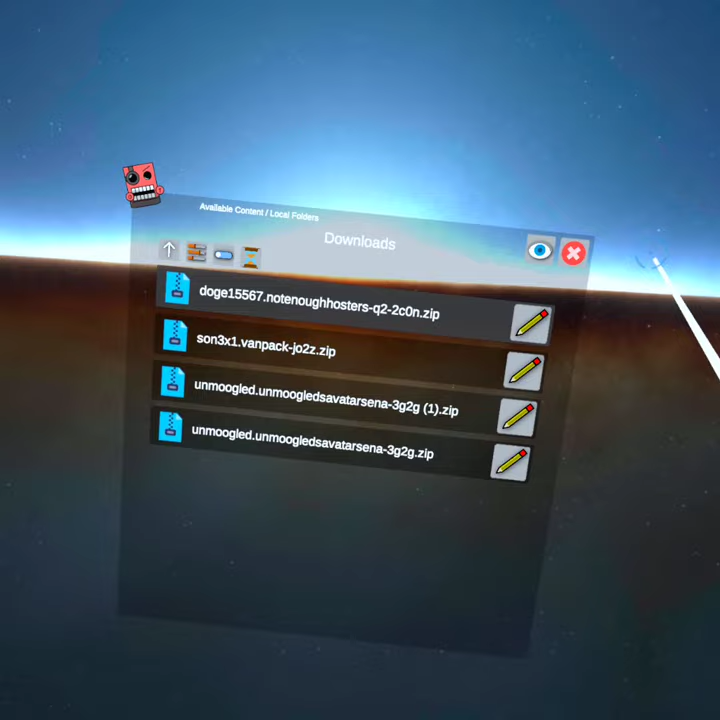 Available Content / Local Folders
Downloads
doge15567.notenoughhosters-q2-2c0n.zip
son3x1.vanpack-jo2z.zip
unmoogled.unmoogledsavatarsena-3g2g (1).zip
unmoogled.unmoogledsavatarsena-3g2g.zip